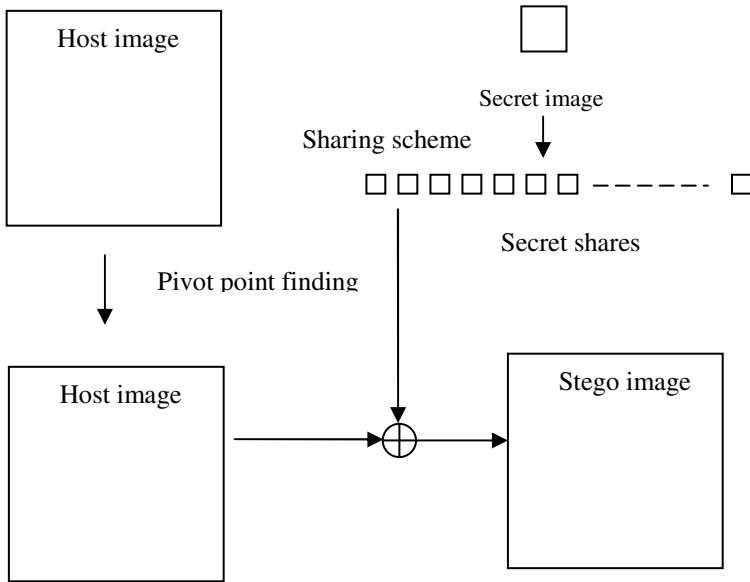 Host image
Secret image
Sharing scheme
Secret shares
Pivot point finding
Host image
Stego image